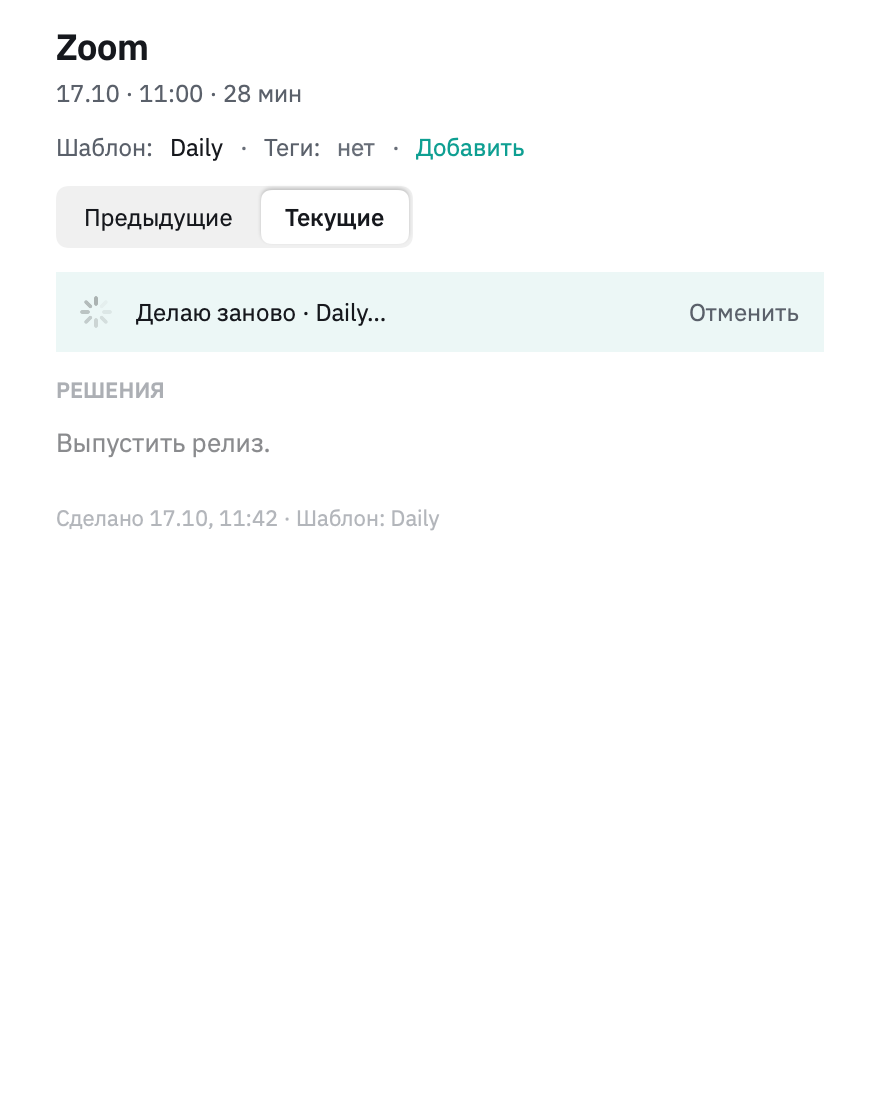 Zoom
17.10 · 11:00 · 28 мин
Шаблон: Daily · Теги: нет · Добавить
Предыдущие Текущие
Делаю заново · Daily… Отменить
РЕШЕНИЯ
Выпустить релиз.
Сделано 17.10, 11:42 · Шаблон: Daily